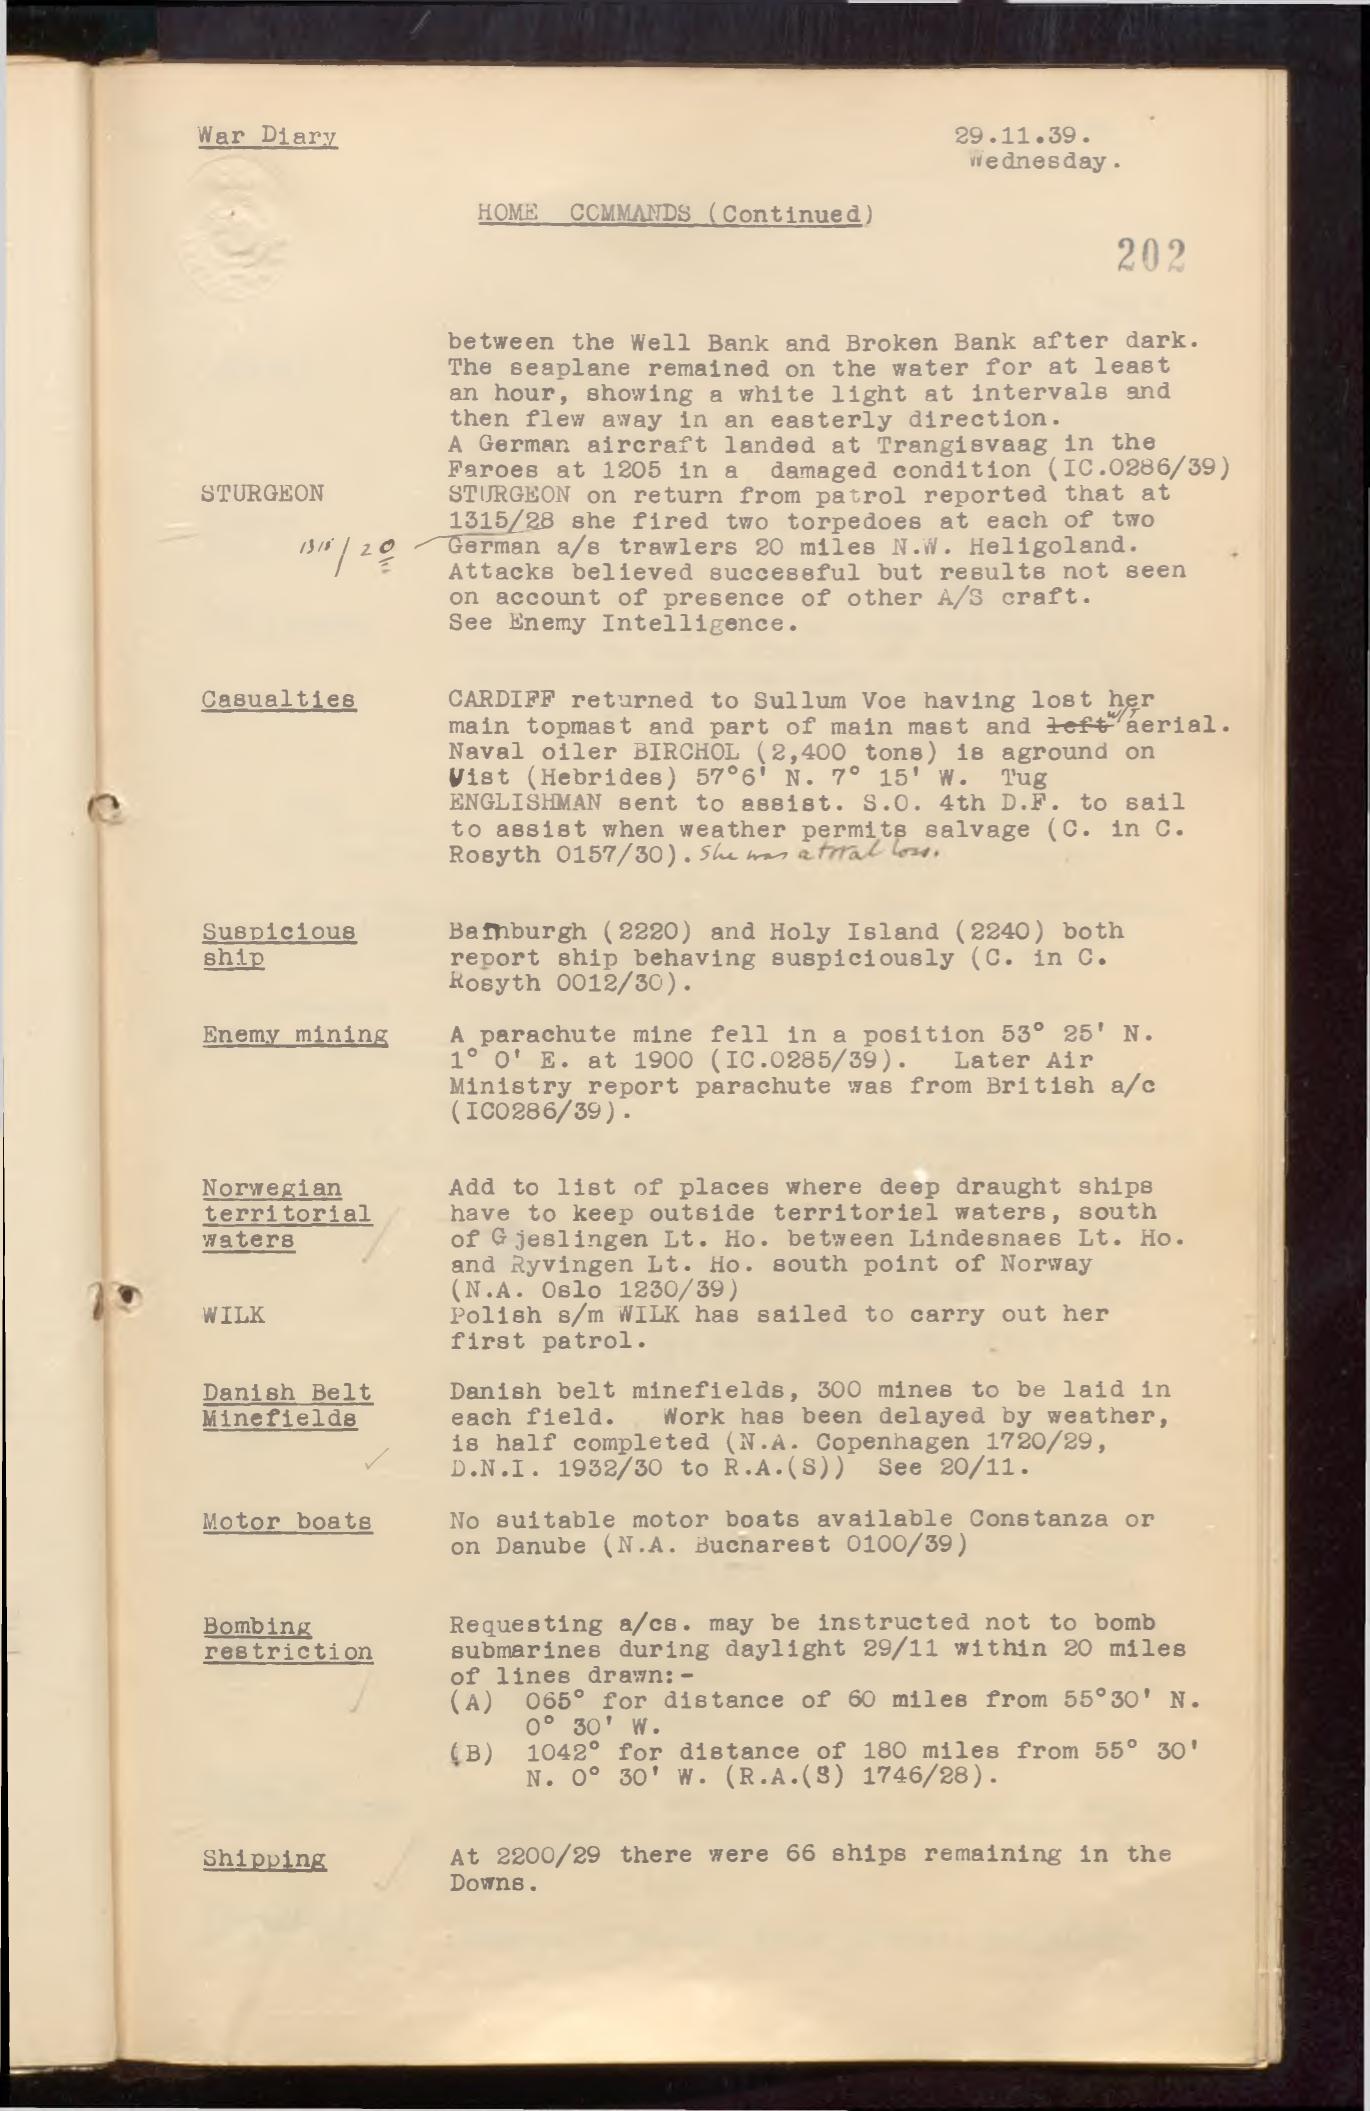 War Diary
29.11.39.
Wednesday.
HOME COMMANDS (Continued)
202
between the Well Bank and Broken Bank after dark.
The seaplane remained on the water for at least
an hour, showing a white light at intervals and
then flew away in an easterly direction.
A German aircraft landed at Trangisvaag in the
Faroes at 1205 in a damaged condition (IC.0286/39)
STURGEON
STURGEON on return from patrol reported that at
1315/28 she fired two torpedoes at each of two
1315/20
German a/s trawlers 20 miles N.W. Heligoland.
Attacks believed successful but results not seen
on account of presence of other A/S craft.
See Enemy Intelligence.
Casualties
CARDIFF returned to Sullum Voe having lost her
main topmast and part of main mast and left W/T aerial.
Naval oiler BIRCHOL (2,400 tons) is aground on
Vist (Hebrides) 57°6' N. 7° 15' W. Tug
ENGLISHMAN sent to assist. S.O. 4th D.F. to sail
to assist when weather permits salvage (C. in C.
Rosyth 0157/30). She was a total loss.
Suspicious
ship
Bamburgh (2220) and Holy Island (2240) both
report ship behaving suspiciously (C. in C.
Rosyth 0012/30).
Enemy mining
A parachute mine fell in a position 53° 25' N.
1° 0' E. at 1900 (IC.0285/39). Later Air
Ministry report parachute was from British a/c
(IC0286/39).
Norwegian
territorial
waters
Add to list of places where deep draught ships
have to keep outside territorial waters, south
of Gjeslingen Lt. Ho. between Lindesnaes Lt. Ho.
and Ryvingen Lt. Ho. south point of Norway
(N.A. Oslo 1230/39)
WILK
Polish s/m WILK has sailed to carry out her
first patrol.
Danish Belt
Minefields
Danish belt minefields, 300 mines to be laid in
each field. Work has been delayed by weather,
is half completed (N.A. Copenhagen 1720/29,
D.N.I. 1932/30 to R.A.(S)) See 20/11.
Motor boats
No suitable motor boats available Constanza or
on Danube (N.A. Bucharest 0100/39)
Bombing
restriction
Requesting a/cs. may be instructed not to bomb
submarines during daylight 29/11 within 20 miles
of lines drawn:-
(A) 065° for distance of 60 miles from 55°30' N.
0° 30' W.
(B) 1042° for distance of 180 miles from 55° 30'
N. 0° 30' W. (R.A.(S) 1746/28).
Shipping
At 2200/29 there were 66 ships remaining in the
Downs.